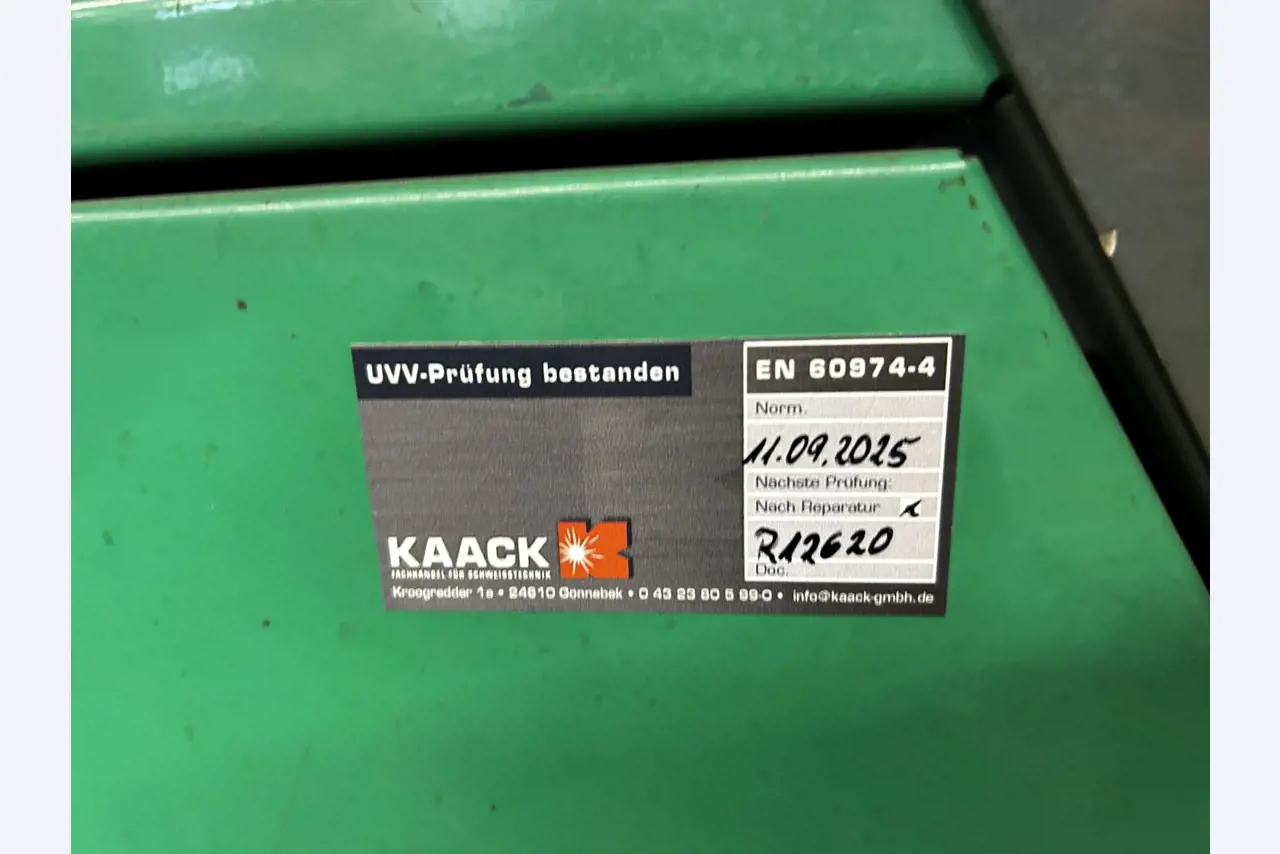 UVV-Prüfung bestanden
EN 60974-4
Norm.
11.09.2025
Nächste Prüfung:
Nach Reparatur
R12620
Doc.
KAACK
FACHHANDEL FÜR SCHWEISSTECHNIK
Kroogredder 1a • 24610 Gönnebek • 0 43 23 80 5 99-0 • info@kaack-gmbh.de